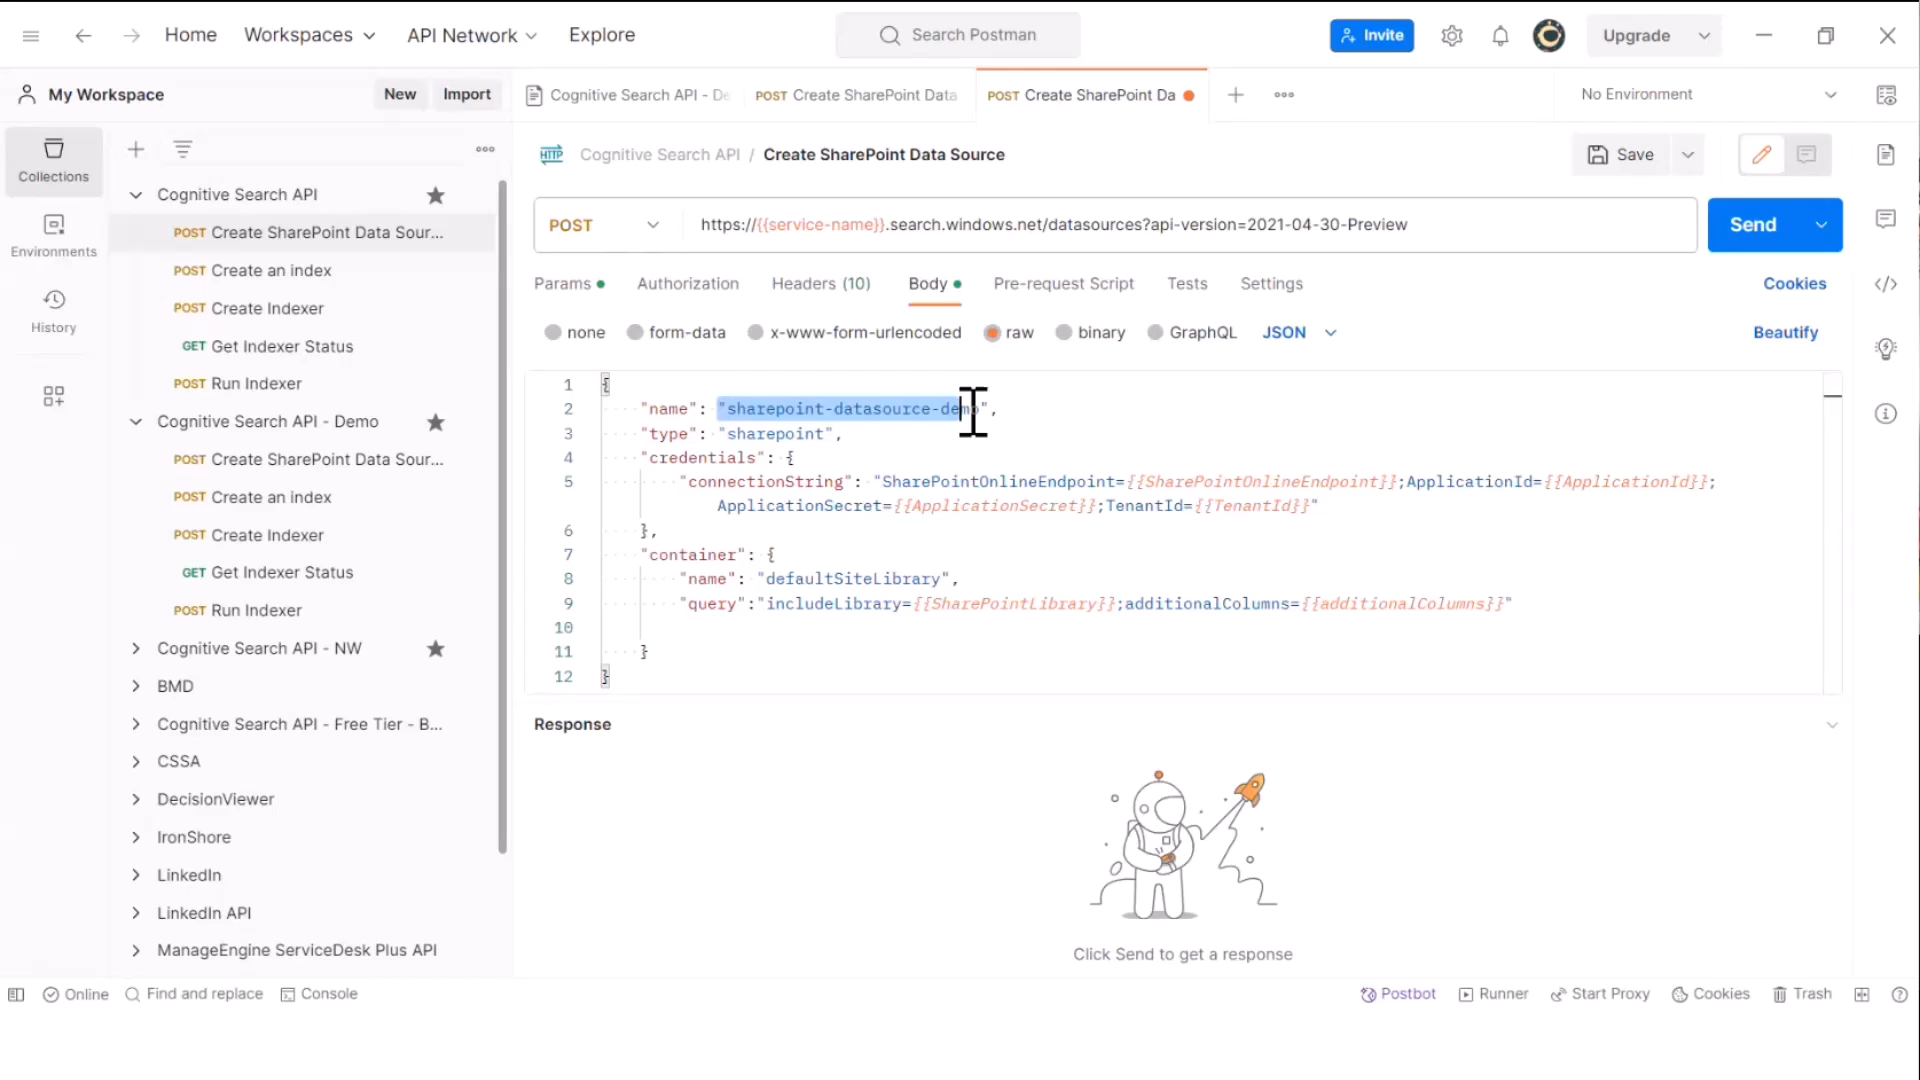 Home Workspaces API Network Explore Search Postman Invite Upgrade
My Workspace New Import Cognitive Search API - De POST Create SharePoint Data POST Create SharePoint Da No Environment
Collections
Environments
History
Cognitive Search API
POST Create SharePoint Data Sour...
POST Create an index
POST Create Indexer
GET Get Indexer Status
POST Run Indexer
Cognitive Search API - Demo
POST Create SharePoint Data Sour...
POST Create an index
POST Create Indexer
GET Get Indexer Status
POST Run Indexer
Cognitive Search API - NW
BMD
Cognitive Search API - Free Tier - B...
CSSA
DecisionViewer
IronShore
LinkedIn
LinkedIn API
ManageEngine ServiceDesk Plus API
HTTP Cognitive Search API / Create SharePoint Data Source Save
POST https://{{service-name}}.search.windows.net/datasources?api-version=2021-04-30-Preview Send
Params Authorization Headers (10) Body Pre-request Script Tests Settings Cookies
none form-data x-www-form-urlencoded raw binary GraphQL JSON Beautify
1 {
2 "name": "sharepoint-datasource-demo",
3 "type": "sharepoint",
4 "credentials": {
5 "connectionString": "SharePointOnlineEndpoint={{SharePointOnlineEndpoint}};ApplicationId={{ApplicationId}};
ApplicationSecret={{ApplicationSecret}};TenantId={{TenantId}}"
6 },
7 "container": {
8 "name": "defaultSiteLibrary",
9 "query":"includeLibrary={{SharePointLibrary}};additionalColumns={{additionalColumns}}"
10
11 }
12 }
Response
Click Send to get a response
Online Find and replace Console Postbot Runner Start Proxy Cookies Trash